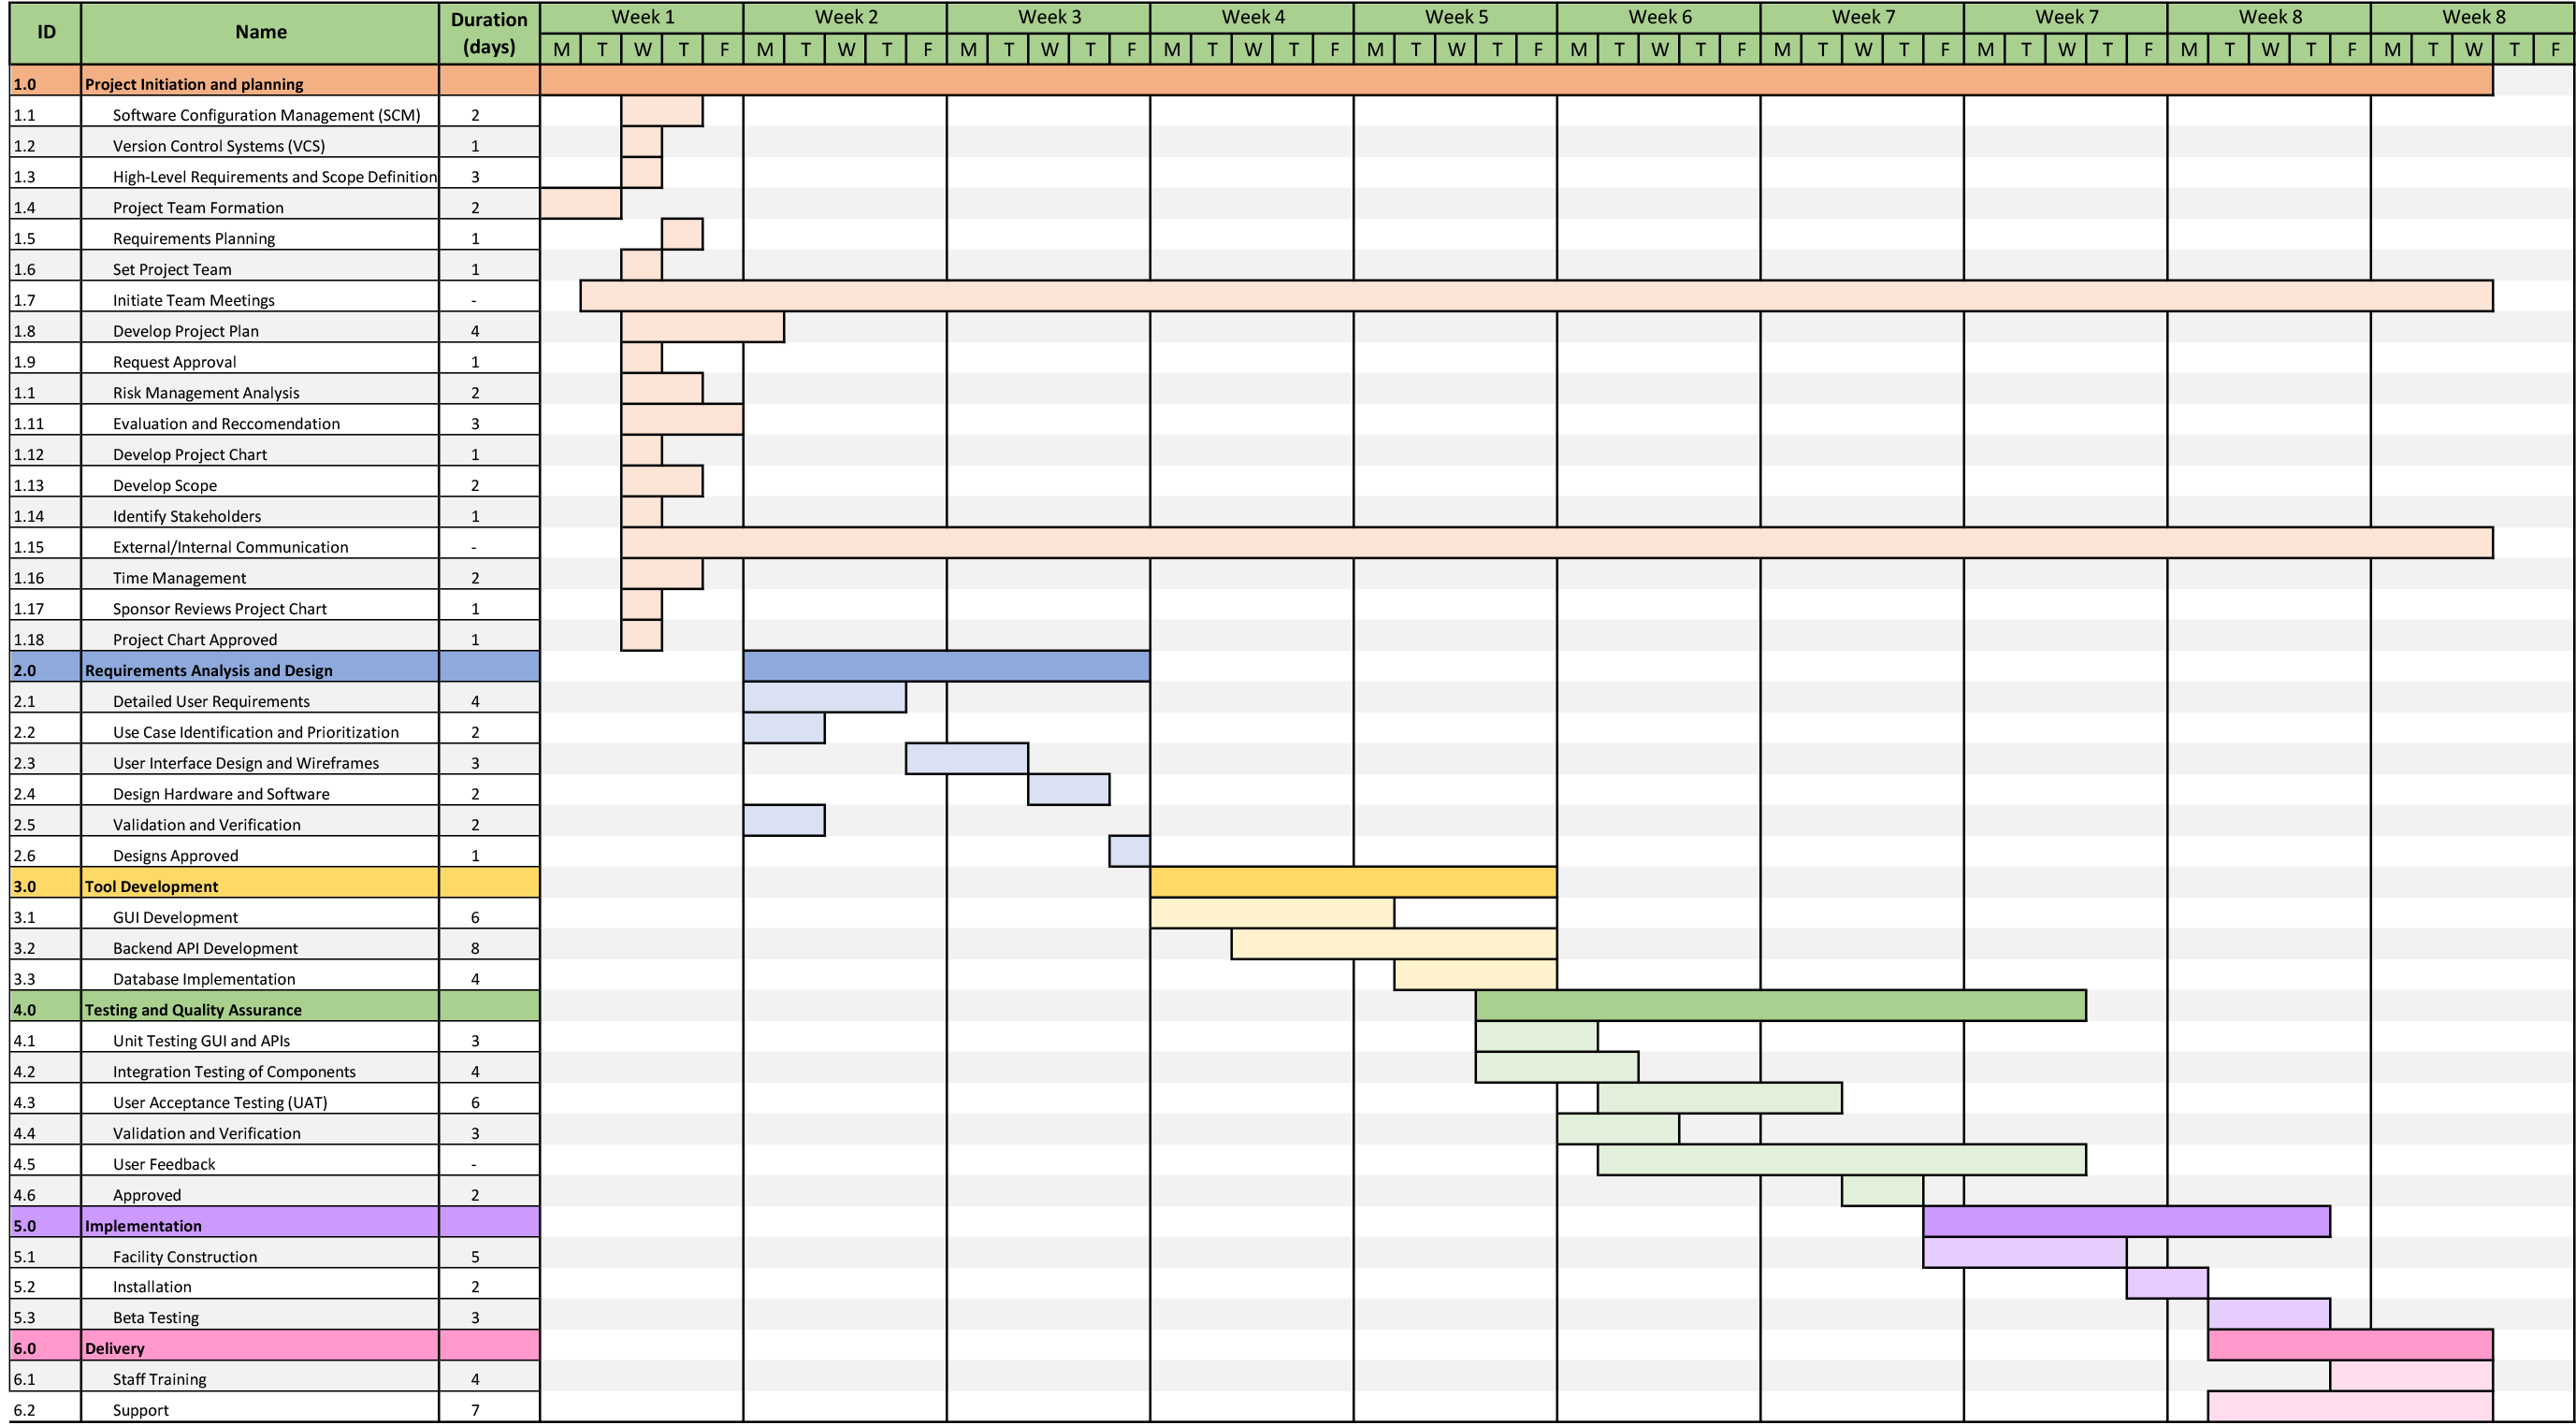 ID Name Duration (days) Week 1 Week 2 Week 3 Week 4 Week 5 Week 6 Week 7 Week 7 Week 8 Week 8
M T W T F M T W T F M T W T F M T W T F M T W T F M T W T F M T W T F M T W T F M T W T F M T W T F
1.0 Project Initiation and planning
1.1 Software Configuration Management (SCM) 2
1.2 Version Control Systems (VCS) 1
1.3 High-Level Requirements and Scope Definition 3
1.4 Project Team Formation 2
1.5 Requirements Planning 1
1.6 Set Project Team 1
1.7 Initiate Team Meetings -
1.8 Develop Project Plan 4
1.9 Request Approval 1
1.1 Risk Management Analysis 2
1.11 Evaluation and Reccomendation 3
1.12 Develop Project Chart 1
1.13 Develop Scope 2
1.14 Identify Stakeholders 1
1.15 External/Internal Communication -
1.16 Time Management 2
1.17 Sponsor Reviews Project Chart 1
1.18 Project Chart Approved 1
2.0 Requirements Analysis and Design
2.1 Detailed User Requirements 4
2.2 Use Case Identification and Prioritization 2
2.3 User Interface Design and Wireframes 3
2.4 Design Hardware and Software 2
2.5 Validation and Verification 2
2.6 Designs Approved 1
3.0 Tool Development
3.1 GUI Development 6
3.2 Backend API Development 8
3.3 Database Implementation 4
4.0 Testing and Quality Assurance
4.1 Unit Testing GUI and APIs 3
4.2 Integration Testing of Components 4
4.3 User Acceptance Testing (UAT) 6
4.4 Validation and Verification 3
4.5 User Feedback -
4.6 Approved 2
5.0 Implementation
5.1 Facility Construction 5
5.2 Installation 2
5.3 Beta Testing 3
6.0 Delivery
6.1 Staff Training 4
6.2 Support 7